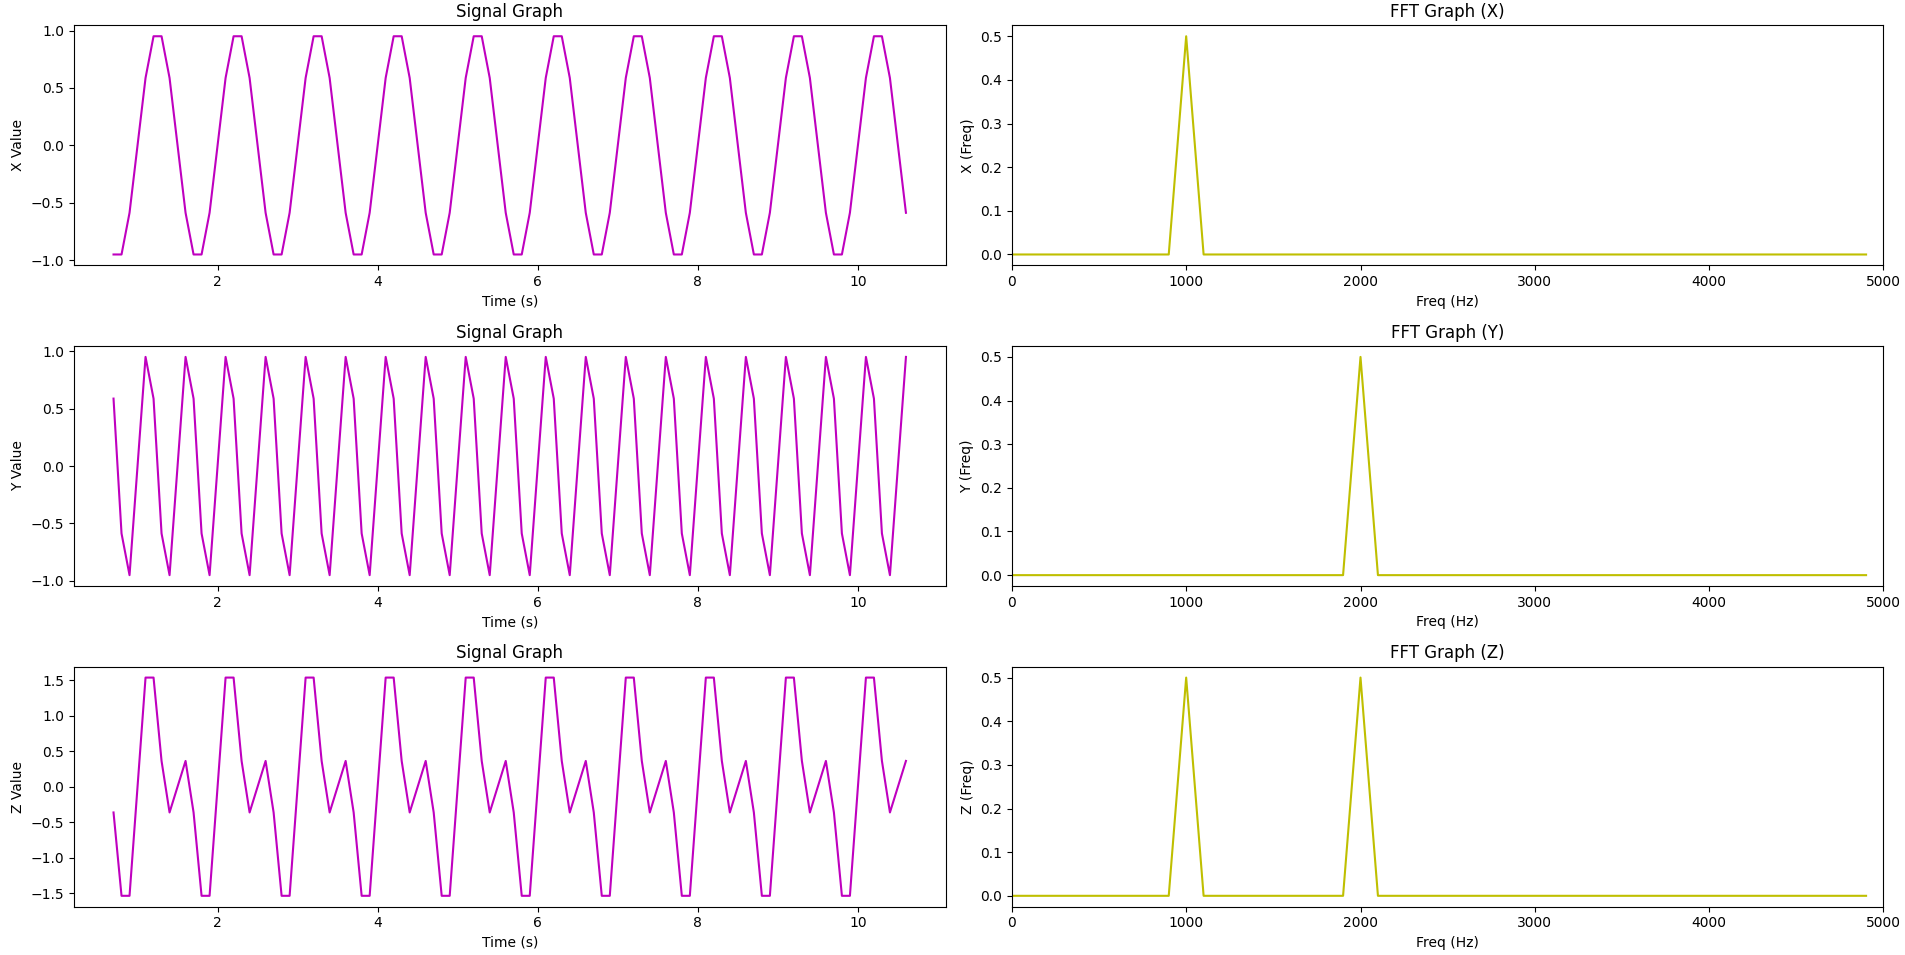 Signal Graph
X Value
1.0
0.5
0.0
−0.5
−1.0
2 4 6 8 10
Time (s)
FFT Graph (X)
X (Freq)
0.5
0.4
0.3
0.2
0.1
0.0
0 1000 2000 3000 4000 5000
Freq (Hz)
Signal Graph
Y Value
1.0
0.5
0.0
−0.5
−1.0
2 4 6 8 10
Time (s)
FFT Graph (Y)
Y (Freq)
0.5
0.4
0.3
0.2
0.1
0.0
0 1000 2000 3000 4000 5000
Freq (Hz)
Signal Graph
Z Value
1.5
1.0
0.5
0.0
−0.5
−1.0
−1.5
2 4 6 8 10
Time (s)
FFT Graph (Z)
Z (Freq)
0.5
0.4
0.3
0.2
0.1
0.0
0 1000 2000 3000 4000 5000
Freq (Hz)